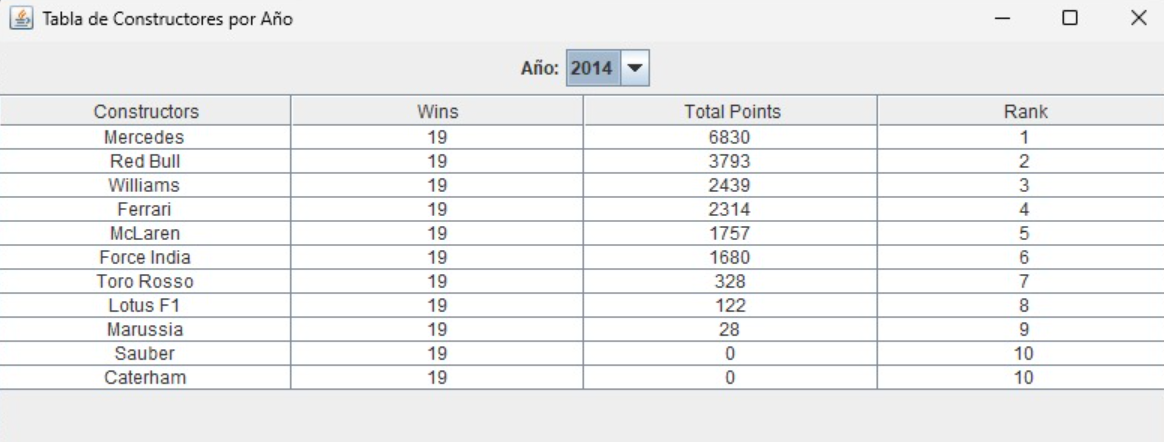 Tabla de Constructores por Año
Año: 2014
Constructors Wins Total Points Rank
Mercedes 19 6830 1
Red Bull 19 3793 2
Williams 19 2439 3
Ferrari 19 2314 4
McLaren 19 1757 5
Force India 19 1680 6
Toro Rosso 19 328 7
Lotus F1 19 122 8
Marussia 19 28 9
Sauber 19 0 10
Caterham 19 0 10